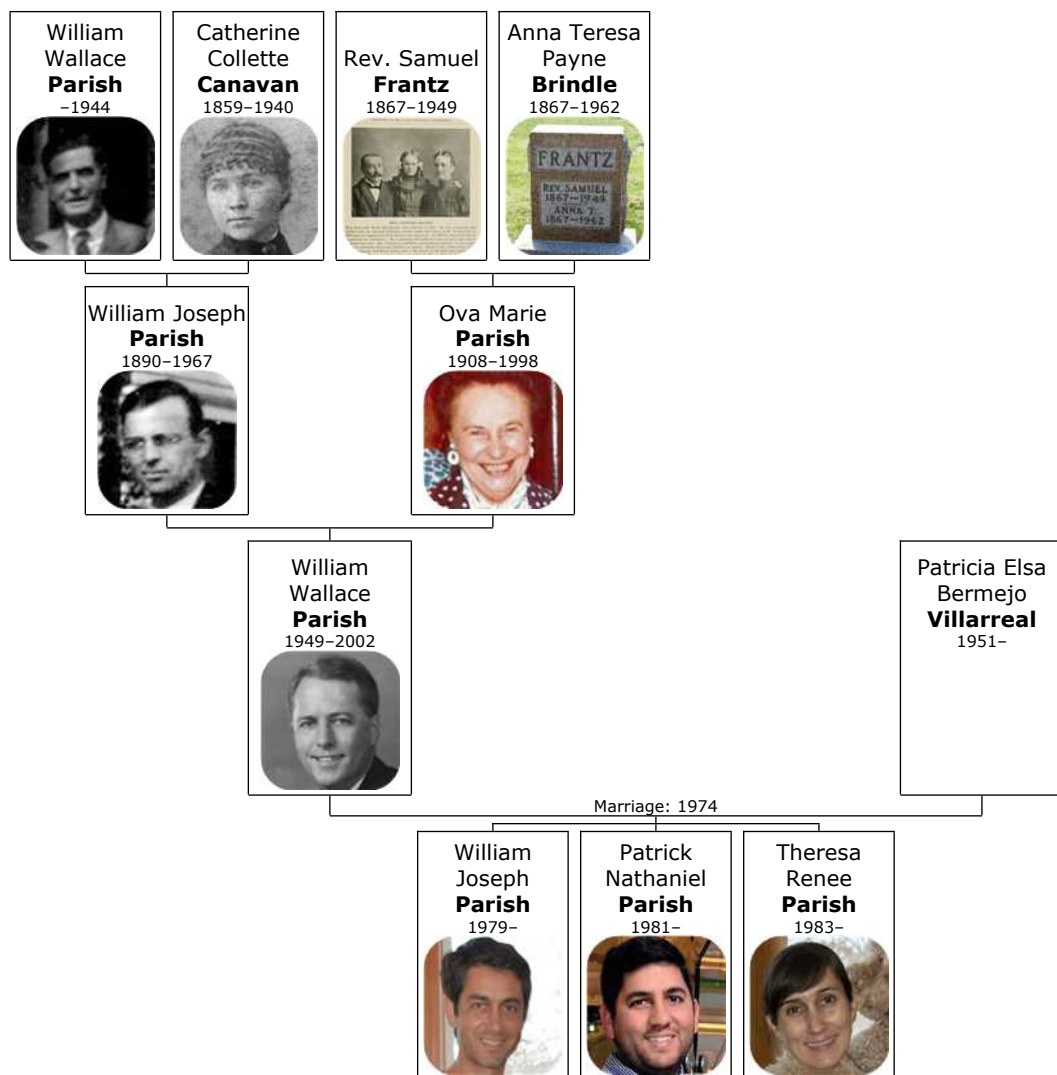 William
Wallace
Parish
–1944
Catherine
Collette
Canavan
1859–1940
Rev. Samuel
Frantz
1867–1949
Anna Teresa
Payne
Brindle
1867–1962
FRANTZ
REV. SAMUEL
1867–1949
ANNA T.
1867–1962
William Joseph
Parish
1890–1967
Ova Marie
Parish
1908–1998
William
Wallace
Parish
1949–2002
Patricia Elsa
Bermejo
Villarreal
1951–
Marriage: 1974
William
Joseph
Parish
1979–
Patrick
Nathaniel
Parish
1981–
Theresa
Renee
Parish
1983–